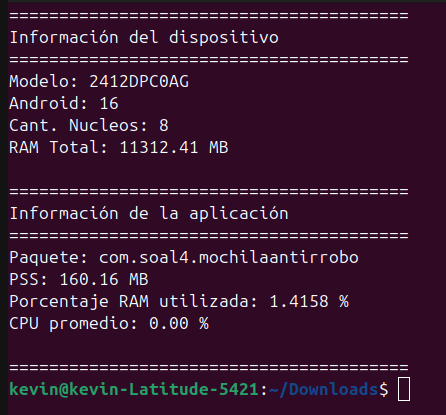 ========================================
Información del dispositivo
========================================
Modelo: 2412DPC0AG
Android: 16
Cant. Nucleos: 8
RAM Total: 11312.41 MB
========================================
Información de la aplicación
========================================
Paquete: com.soal4.mochilaantirrobo
PSS: 160.16 MB
Porcentaje RAM utilizada: 1.4158 %
CPU promedio: 0.00 %
========================================
kevin@kevin-Latitude-5421:~/Downloads$